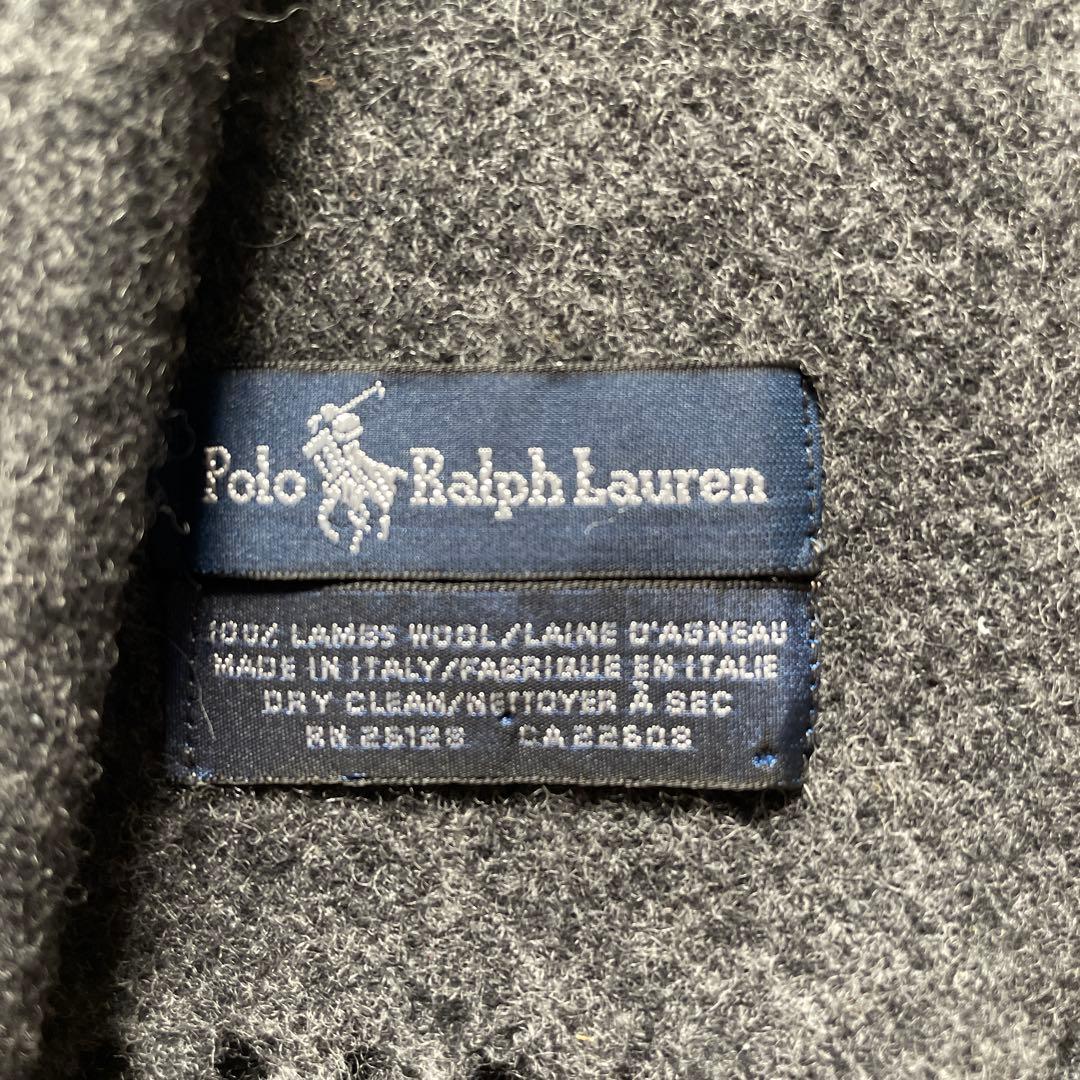 Polo Ralph Lauren
100% LAMBS WOOL/LAINE D'AGNEAU
MADE IN ITALY/FABRIQUE EN ITALIE
DRY CLEAN/NETTOYER À SEC
RN 26128 CA22608